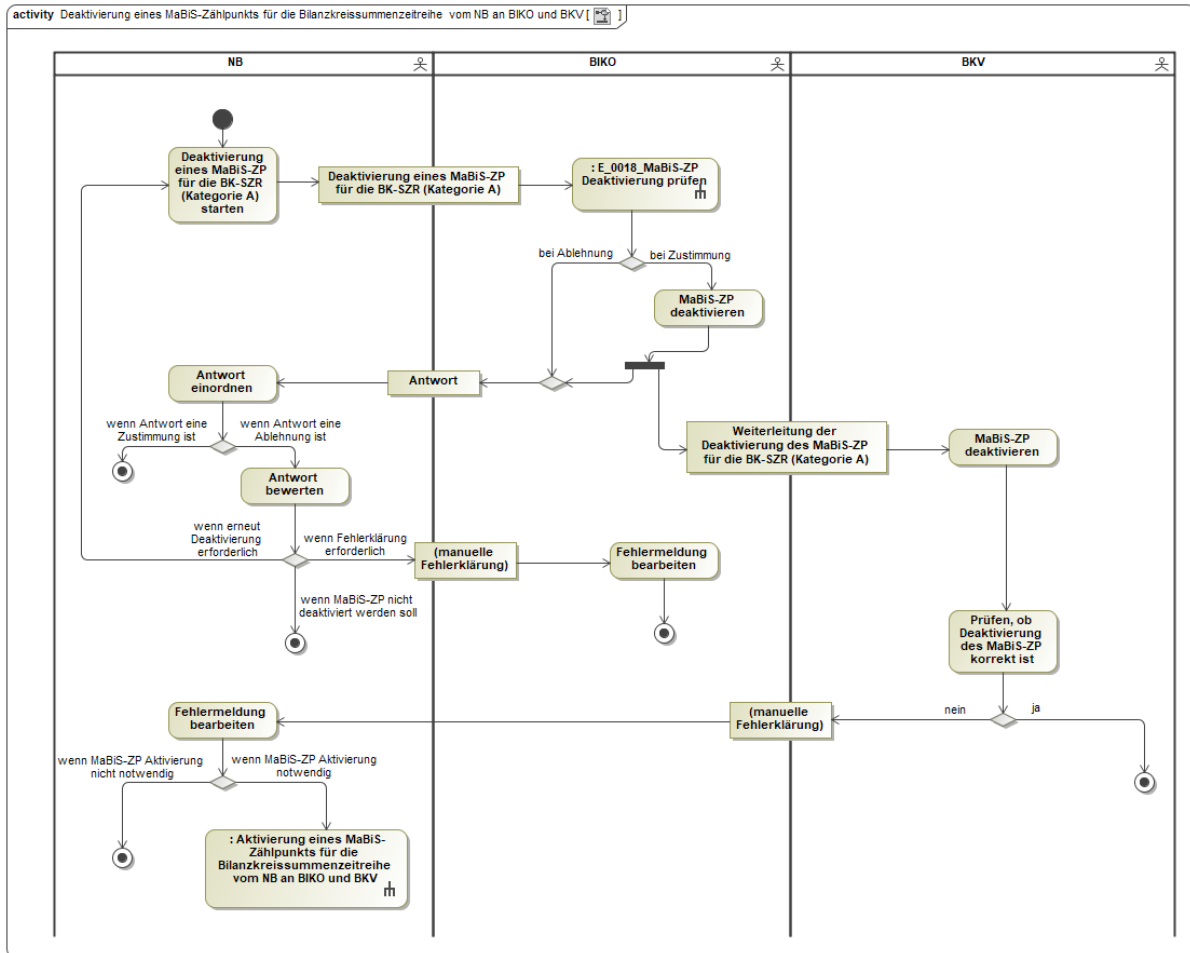 activity Deaktivierung eines MaBiS-Zählpunkts für die Bilanzkreissummenzeitreihe vom NB an BIKO und BKV [ ]
NB
BIKO
BKV
Deaktivierung
eines MaBiS-ZP
für die BK-SZR
(Kategorie A)
starten
Deaktivierung eines MaBiS-ZP
für die BK-SZR (Kategorie A)
: E_0018_MaBiS-ZP
Deaktivierung prüfen
bei Ablehnung
bei Zustimmung
MaBiS-ZP
deaktivieren
Antwort
einordnen
Antwort
wenn Antwort eine
Zustimmung ist
wenn Antwort eine
Ablehnung ist
Weiterleitung der
Deaktivierung des MaBiS-ZP
für die BK-SZR (Kategorie A)
MaBiS-ZP
deaktivieren
Antwort
bewerten
wenn erneut
Deaktivierung
erforderlich
wenn Fehlerklärung
erforderlich
(manuelle
Fehlerklärung)
Fehlermeldung
bearbeiten
wenn MaBiS-ZP nicht
deaktiviert werden soll
Prüfen, ob
Deaktivierung
des MaBiS-ZP
korrekt ist
Fehlermeldung
bearbeiten
(manuelle
Fehlerklärung)
nein
ja
wenn MaBiS-ZP Aktivierung
nicht notwendig
wenn MaBiS-ZP Aktivierung
notwendig
: Aktivierung eines MaBiS-
Zählpunkts für die
Bilanzkreissummenzeitreihe
vom NB an BIKO und BKV